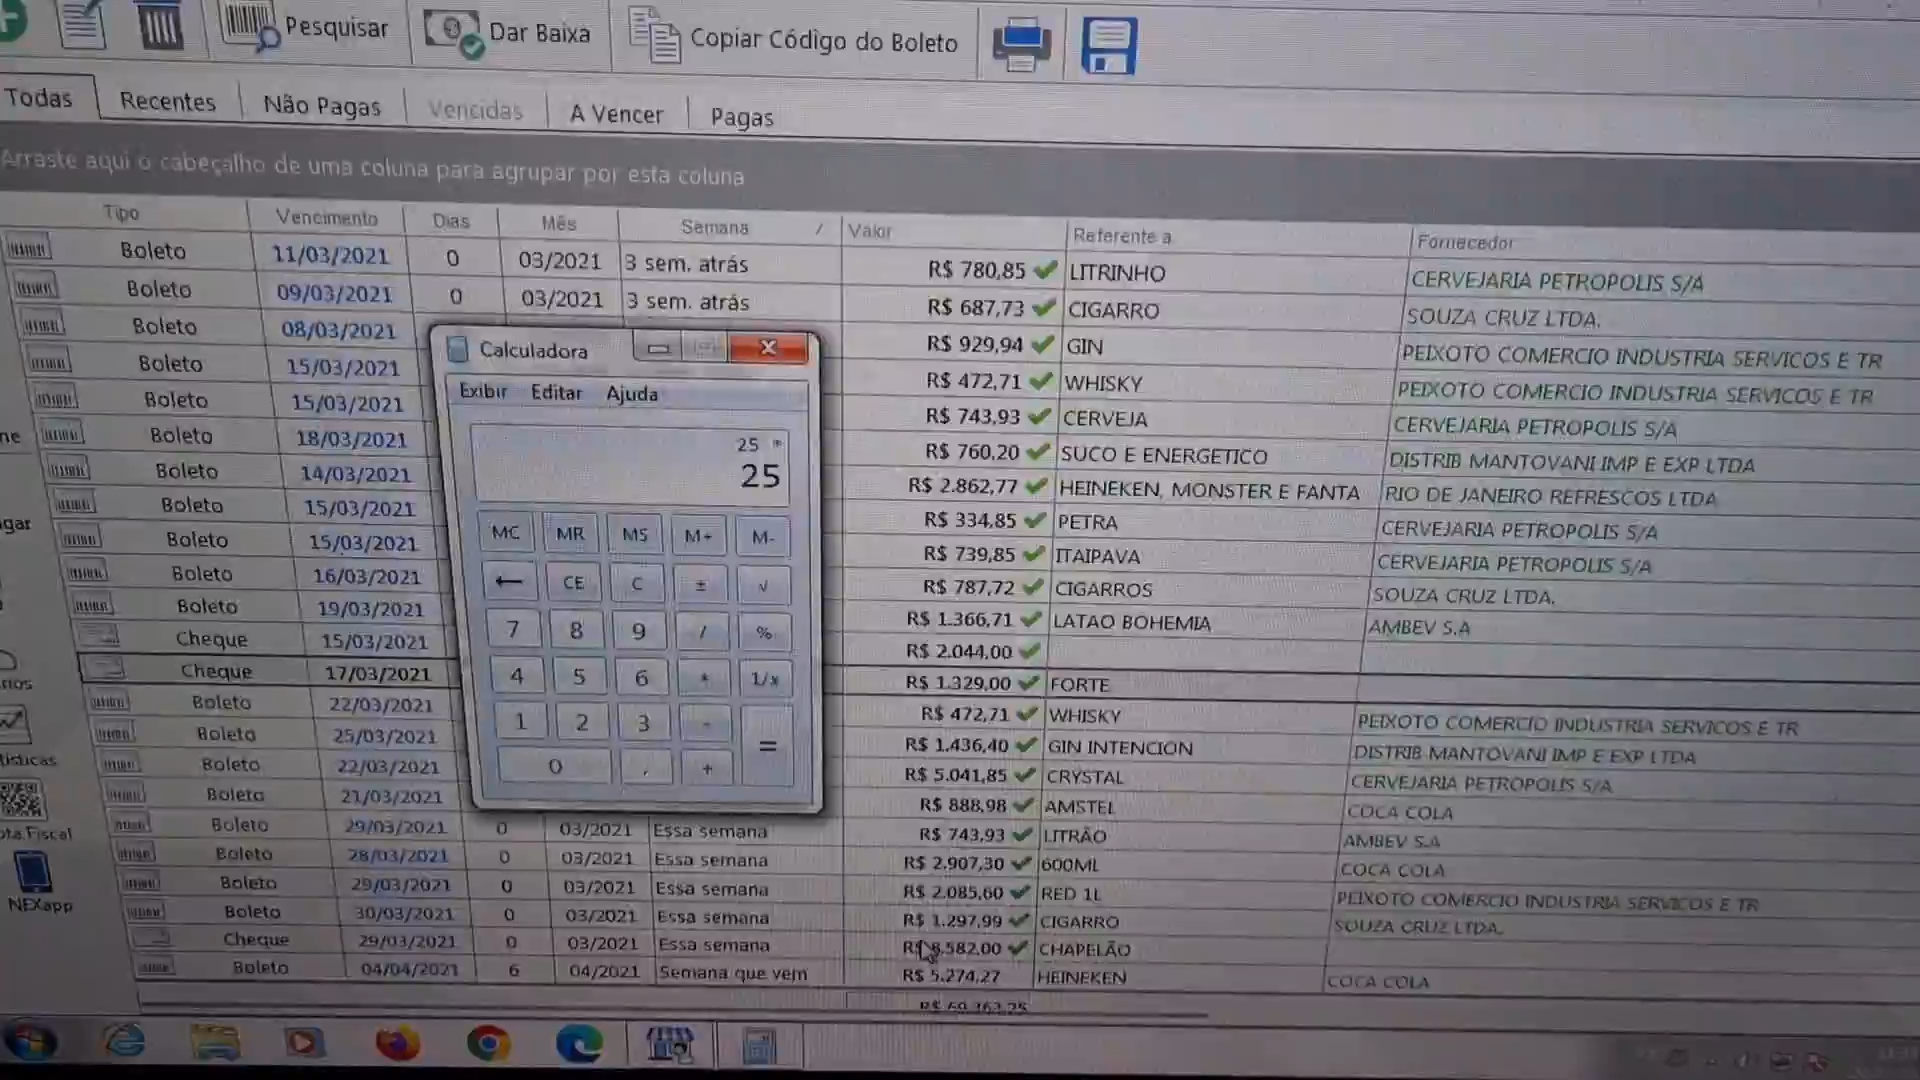 Pesquisar Dar Baixa Copiar Código do Boleto
Todas Recentes Não Pagas Vencidas A Vencer Pagas
Arraste aqui o cabeçalho de uma coluna para agrupar por esta coluna
Tipo Vencimento Dias Mês Semana / Valor Referente a Fornecedor
Boleto 11/03/2021 0 03/2021 3 sem. atrás R$ 780,85 LITRINHO CERVEJARIA PETROPOLIS S/A
Boleto 09/03/2021 0 03/2021 3 sem. atrás R$ 687,73 CIGARRO SOUZA CRUZ LTDA.
Boleto 08/03/2021 R$ 929,94 GIN PEIXOTO COMERCIO INDUSTRIA SERVICOS E TR
Boleto 15/03/2021 R$ 472,71 WHISKY PEIXOTO COMERCIO INDUSTRIA SERVICOS E TR
Boleto 15/03/2021 R$ 743,93 CERVEJA CERVEJARIA PETROPOLIS S/A
Boleto 18/03/2021 R$ 760,20 SUCO E ENERGETICO DISTRIB MANTOVANI IMP E EXP LTDA
Boleto 14/03/2021 R$ 2.862,77 HEINEKEN, MONSTER E FANTA RIO DE JANEIRO REFRESCOS LTDA
Boleto 15/03/2021 R$ 334,85 PETRA CERVEJARIA PETROPOLIS S/A
Boleto 15/03/2021 R$ 739,85 ITAIPAVA CERVEJARIA PETROPOLIS S/A
Boleto 16/03/2021 R$ 787,72 CIGARROS SOUZA CRUZ LTDA.
Boleto 19/03/2021 R$ 1.366,71 LATAO BOHEMIA AMBEV S.A
Cheque 15/03/2021 R$ 2.044,00
Cheque 17/03/2021 R$ 1.329,00 FORTE
Boleto 22/03/2021 R$ 472,71 WHISKY PEIXOTO COMERCIO INDUSTRIA SERVICOS E TR
Boleto 25/03/2021 R$ 1.436,40 GIN INTENCION DISTRIB MANTOVANI IMP E EXP LTDA
Boleto 22/03/2021 R$ 5.041,85 CRYSTAL CERVEJARIA PETROPOLIS S/A
Boleto 21/03/2021 R$ 888,98 AMSTEL COCA COLA
Boleto 29/03/2021 0 03/2021 Essa semana R$ 743,93 LITRÃO AMBEV S.A
Boleto 28/03/2021 0 03/2021 Essa semana R$ 2.907,30 600ML COCA COLA
Boleto 29/03/2021 0 03/2021 Essa semana R$ 2.085,60 RED 1L PEIXOTO COMERCIO INDUSTRIA SERVICOS E TR
Boleto 30/03/2021 0 03/2021 Essa semana R$ 1.297,99 CIGARRO SOUZA CRUZ LTDA.
Cheque 29/03/2021 0 03/2021 Essa semana 582,00 CHAPELÃO
Boleto 04/04/2021 6 04/2021 Semana que vem R$ 5.274,27 HEINEKEN COCA COLA
Calculadora
Exibir Editar Ajuda
25
25
MC MR MS M+ M-
← CE C ± √
7 8 9 / %
4 5 6 * 1/x
1 2 3 - =
0 , +
NEXapp